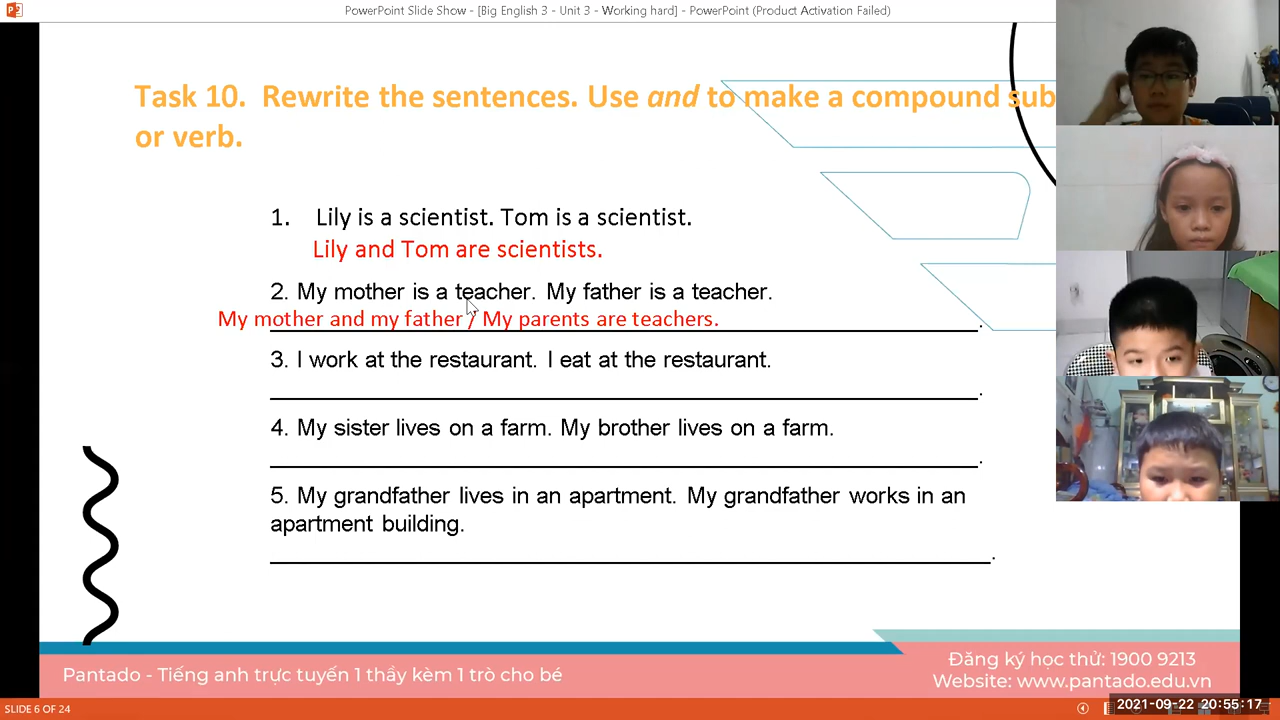 PowerPoint Slide Show - [Big English 3 - Unit 3 - Working hard] - PowerPoint (Product Activation Failed)
Task 10. Rewrite the sentences. Use and to make a compound sub
or verb.
1. Lily is a scientist. Tom is a scientist.
Lily and Tom are scientists.
2. My mother is a teacher. My father is a teacher.
My mother and my father / My parents are teachers.
3. I work at the restaurant. I eat at the restaurant.
4. My sister lives on a farm. My brother lives on a farm.
5. My grandfather lives in an apartment. My grandfather works in an
apartment building.
Pantado - Tiếng anh trực tuyến 1 thầy kèm 1 trò cho bé
Đăng ký học thử: 1900 9213
Website: www.pantado.edu.vn
SLIDE 6 OF 24
2021-09-22 20:55:17